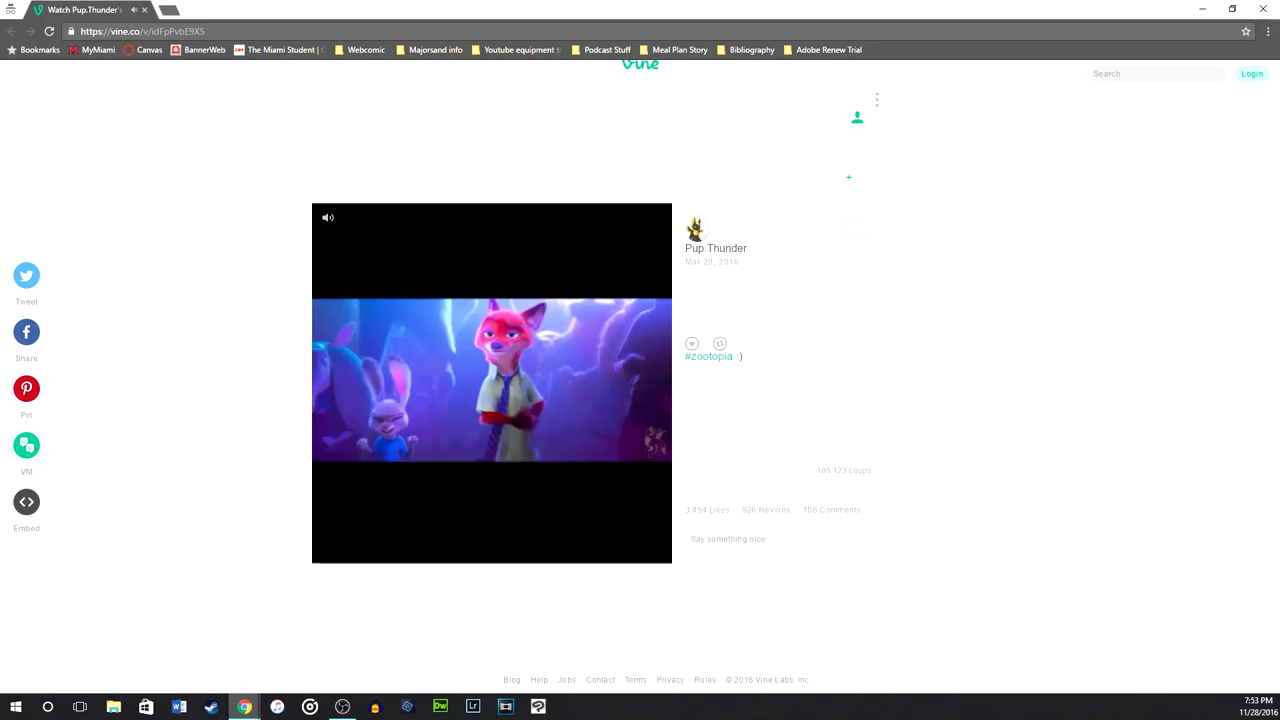 Watch Pup.Thunder's
https://vine.co/v/idFpPvbE9X5
Bookmarks MyMiami Canvas BannerWeb The Miami Student | C Webcomic Majorsand info Youtube equipment t Podcast Stuff Meal Plan Story Bibliography Adobe Renew Trial
Vine
Search Login
Pup.Thunder
Mar 20, 2016
Tweet
Share
#zootopia :)
Pin
VM
106,123 Loops
3,454 Likes 926 Revines 106 Comments
Embed
Say something nice
Blog Help Jobs Contact Terms Privacy Rules © 2016 Vine Labs, Inc.
7:53 PM
11/28/2016